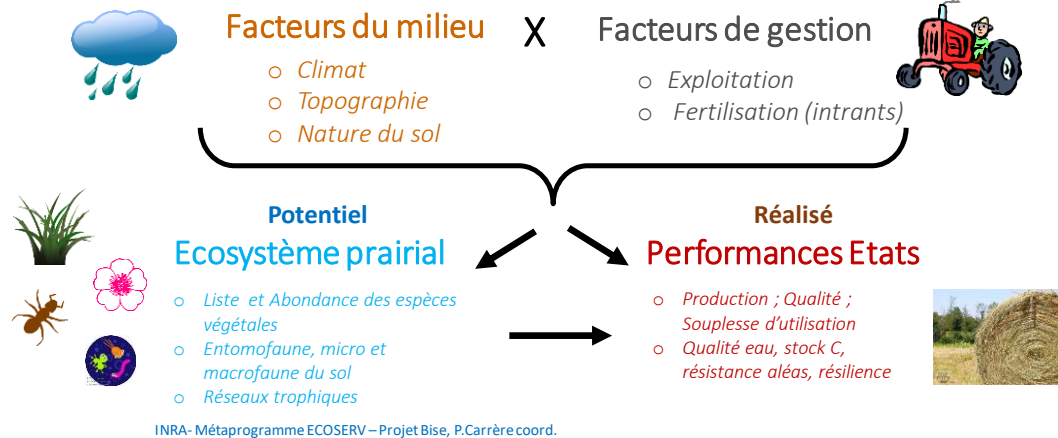 Facteurs du milieu X Facteurs de gestion
o Climat
o Topographie
o Nature du sol
o Exploitation
o Fertilisation (intrants)
Potentiel
Ecosystème prairial
o Liste et Abondance des espèces
végétales
o Entomofaune, micro et
macrofaune du sol
o Réseaux trophiques
Réalisé
Performances Etats
o Production ; Qualité ;
Souplesse d’utilisation
o Qualité eau, stock C,
résistance aléas, résilience
INRA- Métaprogramme ECOSERV – Projet Bise, P.Carrère coord.